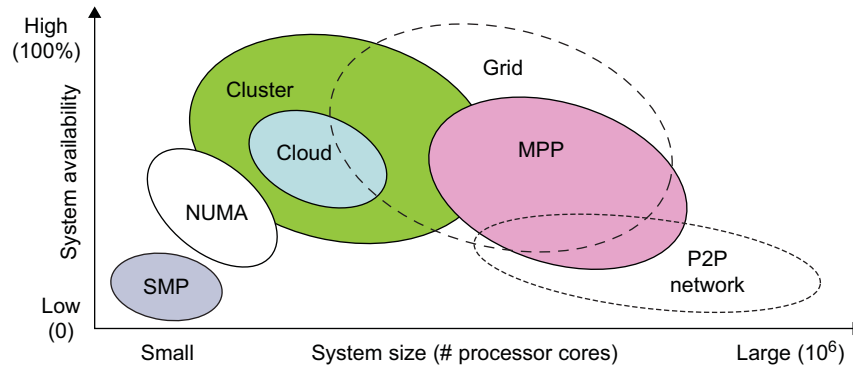 High
(100%)
System availability
Low
(0)
Cluster
Cloud
Grid
MPP
NUMA
SMP
P2P
network
Small
System size (# processor cores)
Large (10⁶)